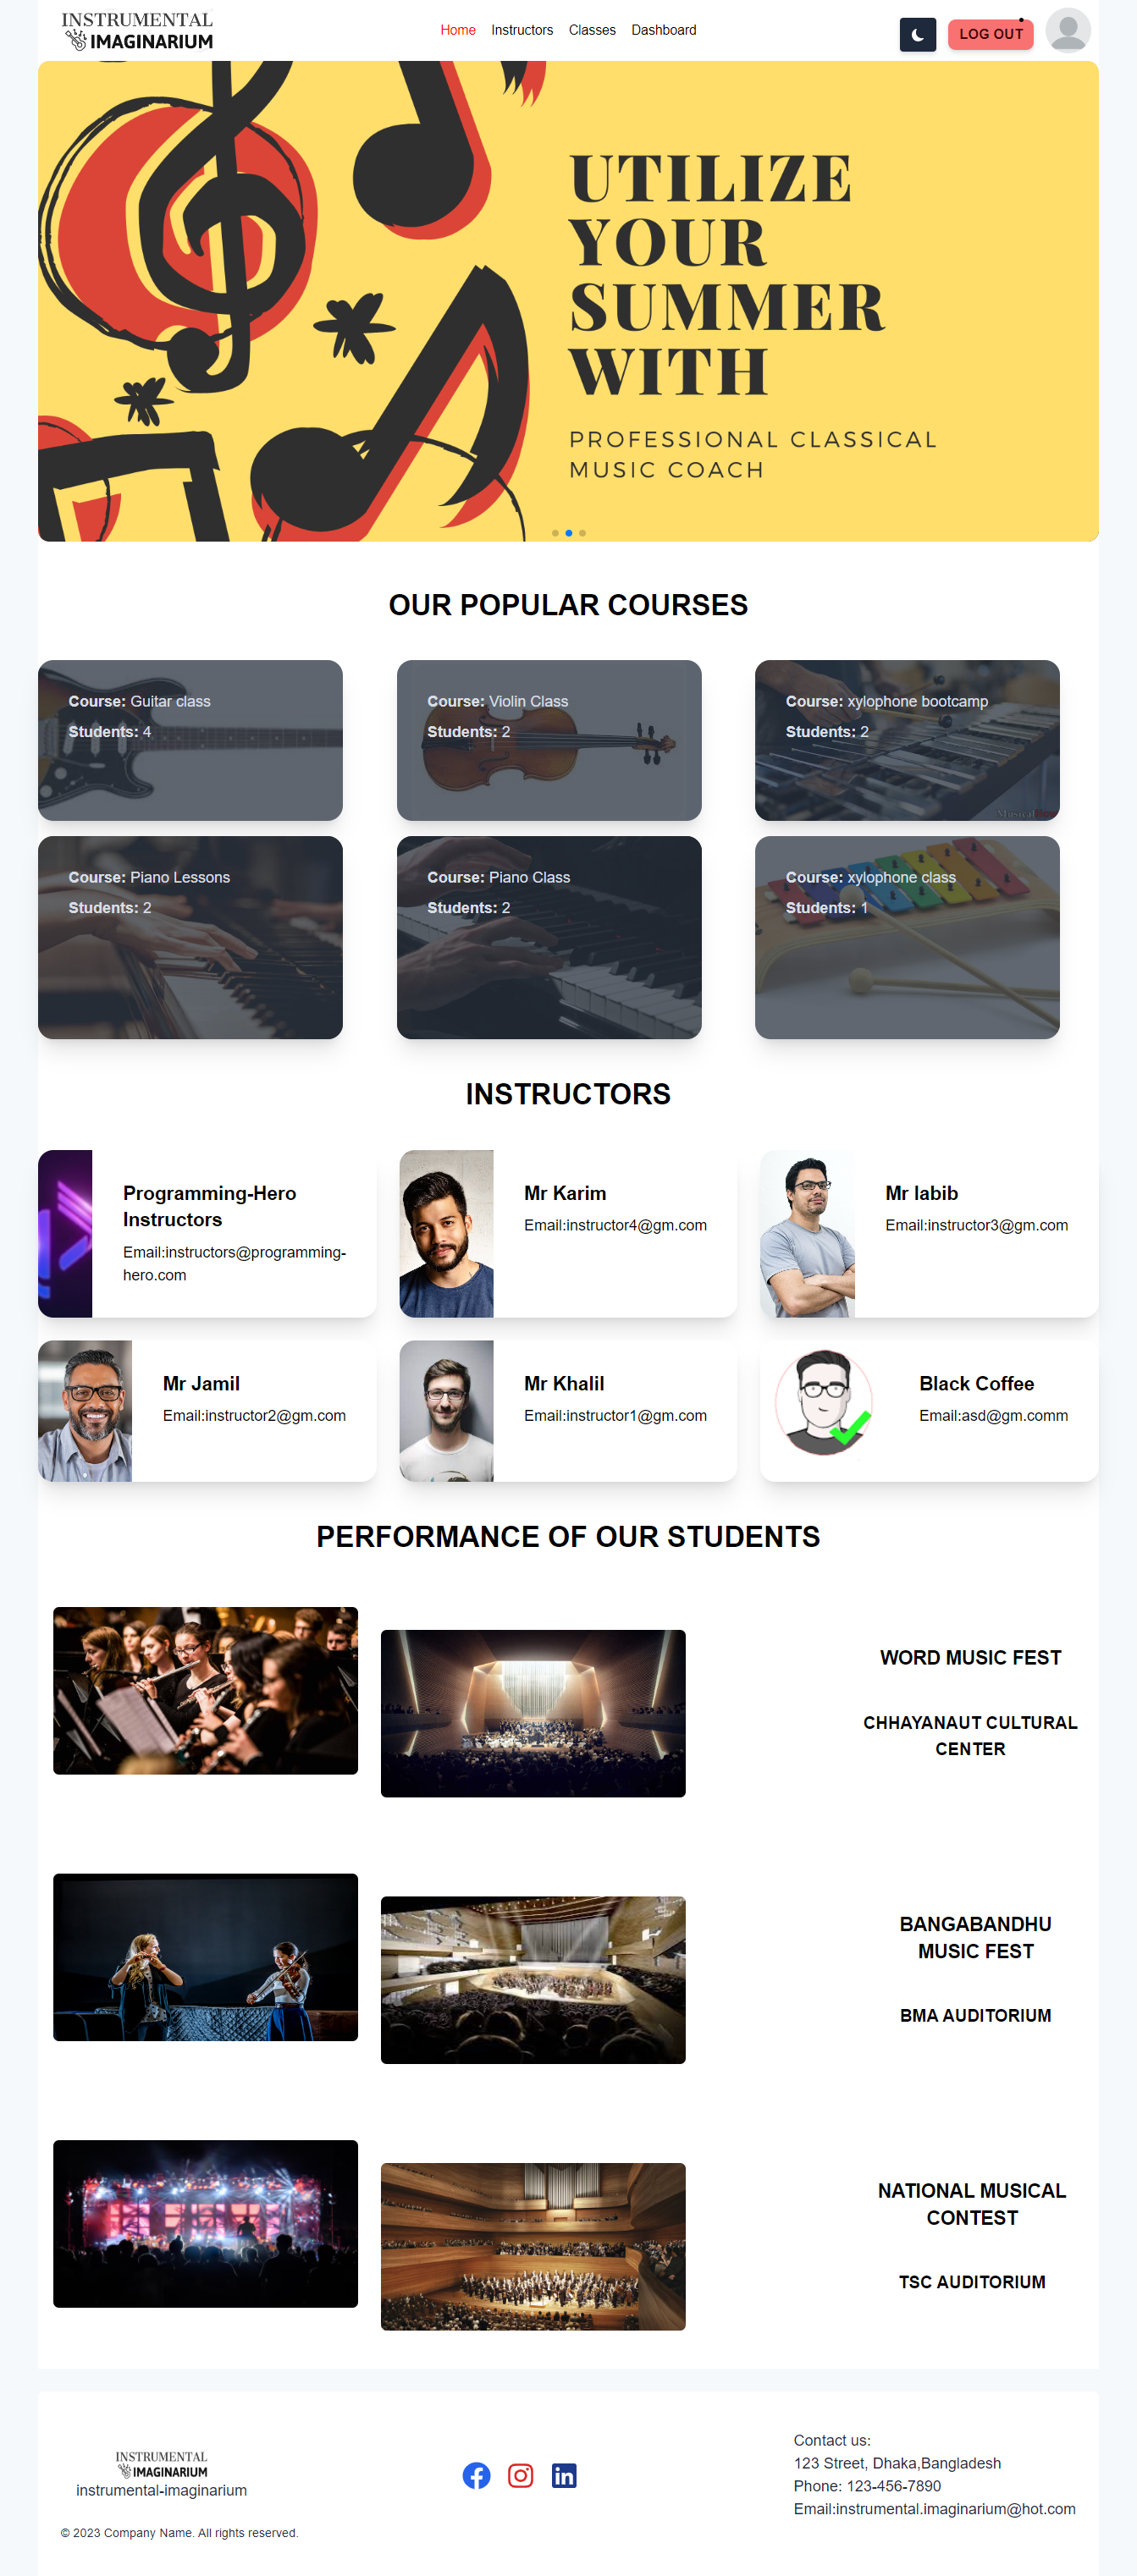 INSTRUMENTAL
IMAGINARIUM
Home
Instructors
Classes
Dashboard
LOG OUT
UTILIZE
YOUR
SUMMER
WITH
PROFESSIONAL CLASSICAL
MUSIC COACH
OUR POPULAR COURSES
Course: Guitar class
Students: 4
Course: Violin Class
Students: 2
Course: xylophone bootcamp
Students: 2
Course: Piano Lessons
Students: 2
Course: Piano Class
Students: 2
Course: xylophone class
Students: 1
INSTRUCTORS
Programming-Hero
Instructors
Email:instructors@programming-
hero.com
Mr Karim
Email:instructor4@gm.com
Mr labib
Email:instructor3@gm.com
Mr Jamil
Email:instructor2@gm.com
Mr Khalil
Email:instructor1@gm.com
Black Coffee
Email:asd@gm.comm
PERFORMANCE OF OUR STUDENTS
WORD MUSIC FEST
CHHAYANAUT CULTURAL
CENTER
BANGABANDHU
MUSIC FEST
BMA AUDITORIUM
NATIONAL MUSICAL
CONTEST
TSC AUDITORIUM
INSTRUMENTAL
IMAGINARIUM
instrumental-imaginarium
© 2023 Company Name. All rights reserved.
Contact us:
123 Street, Dhaka,Bangladesh
Phone: 123-456-7890
Email:instrumental.imaginarium@hot.com